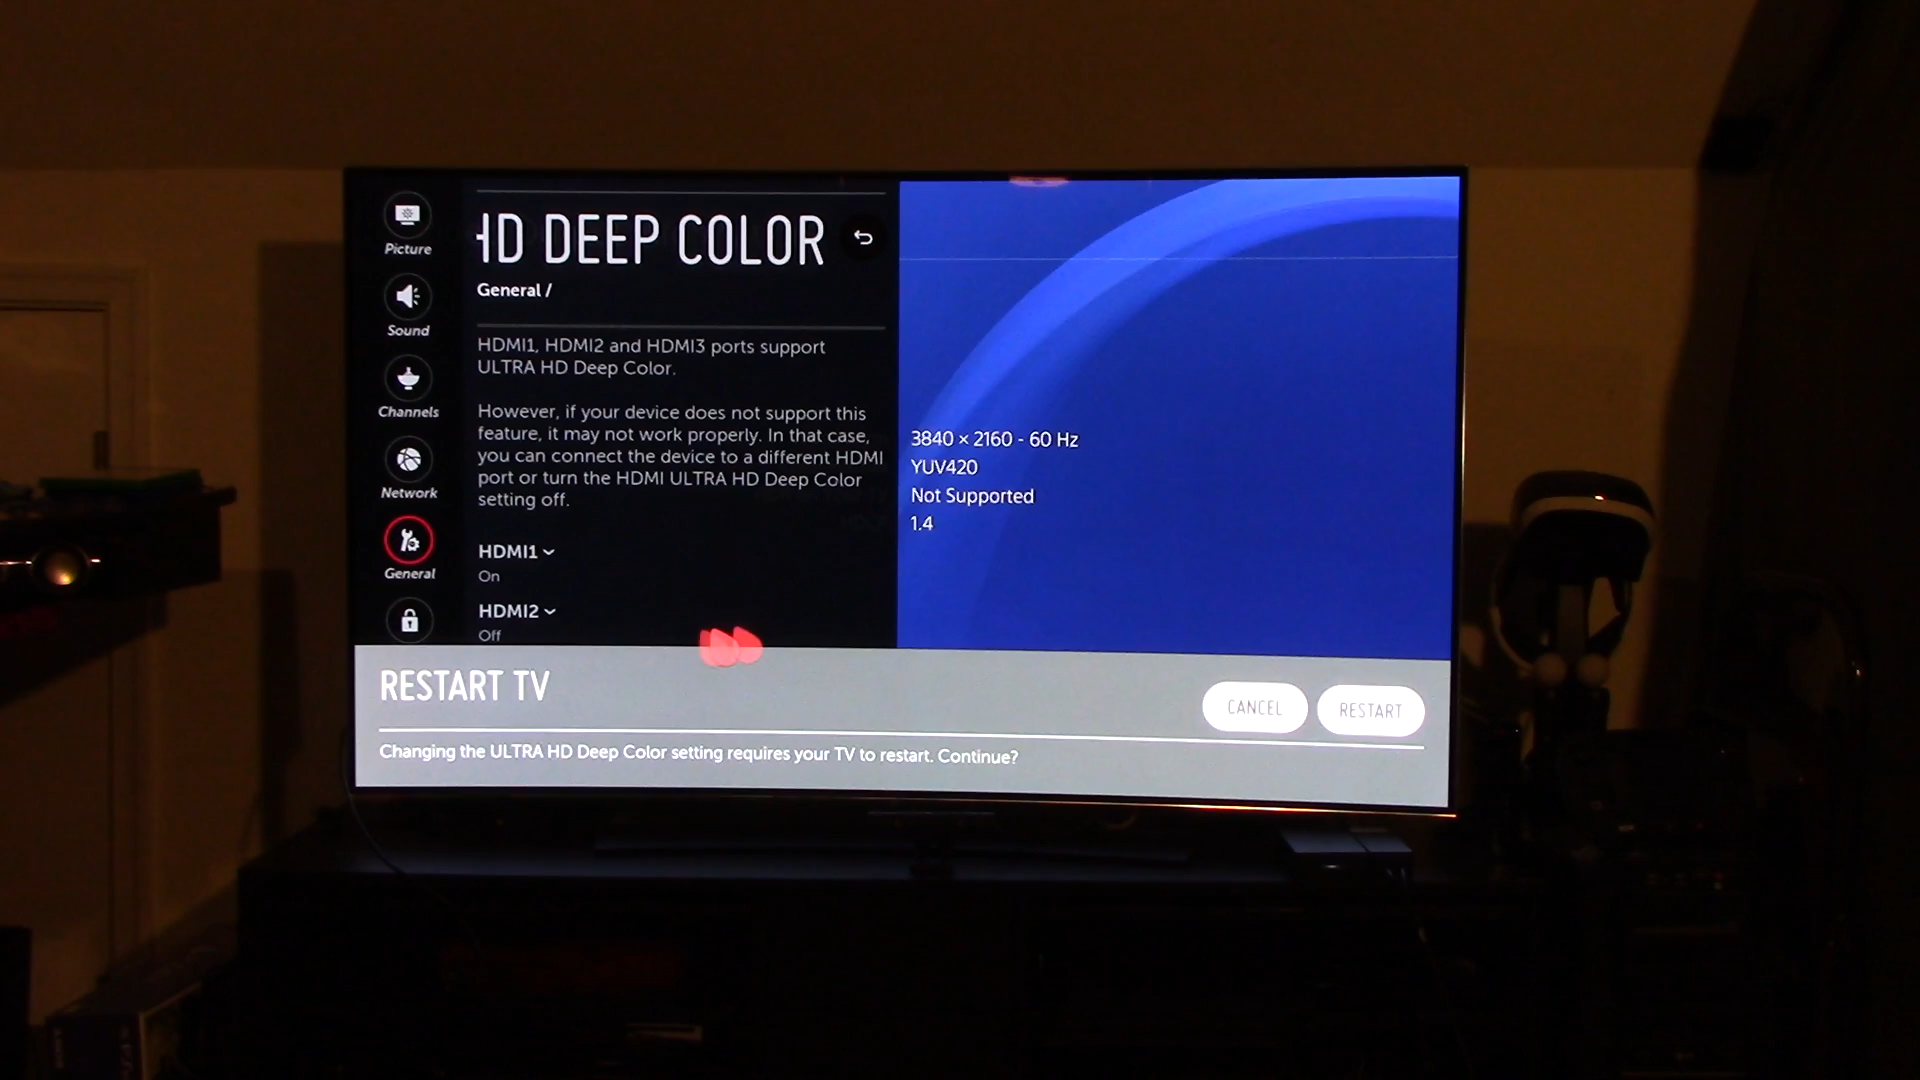 Picture
Sound
Channels
Network
General
HD DEEP COLOR
General /
HDMI1, HDMI2 and HDMI3 ports support
ULTRA HD Deep Color.
However, if your device does not support this
feature, it may not work properly. In that case,
you can connect the device to a different HDMI
port or turn the HDMI ULTRA HD Deep Color
setting off.
HDMI1
On
HDMI2
Off
3840 × 2160 - 60 Hz
YUV420
Not Supported
1.4
RESTART TV
CANCEL
RESTART
Changing the ULTRA HD Deep Color setting requires your TV to restart. Continue?